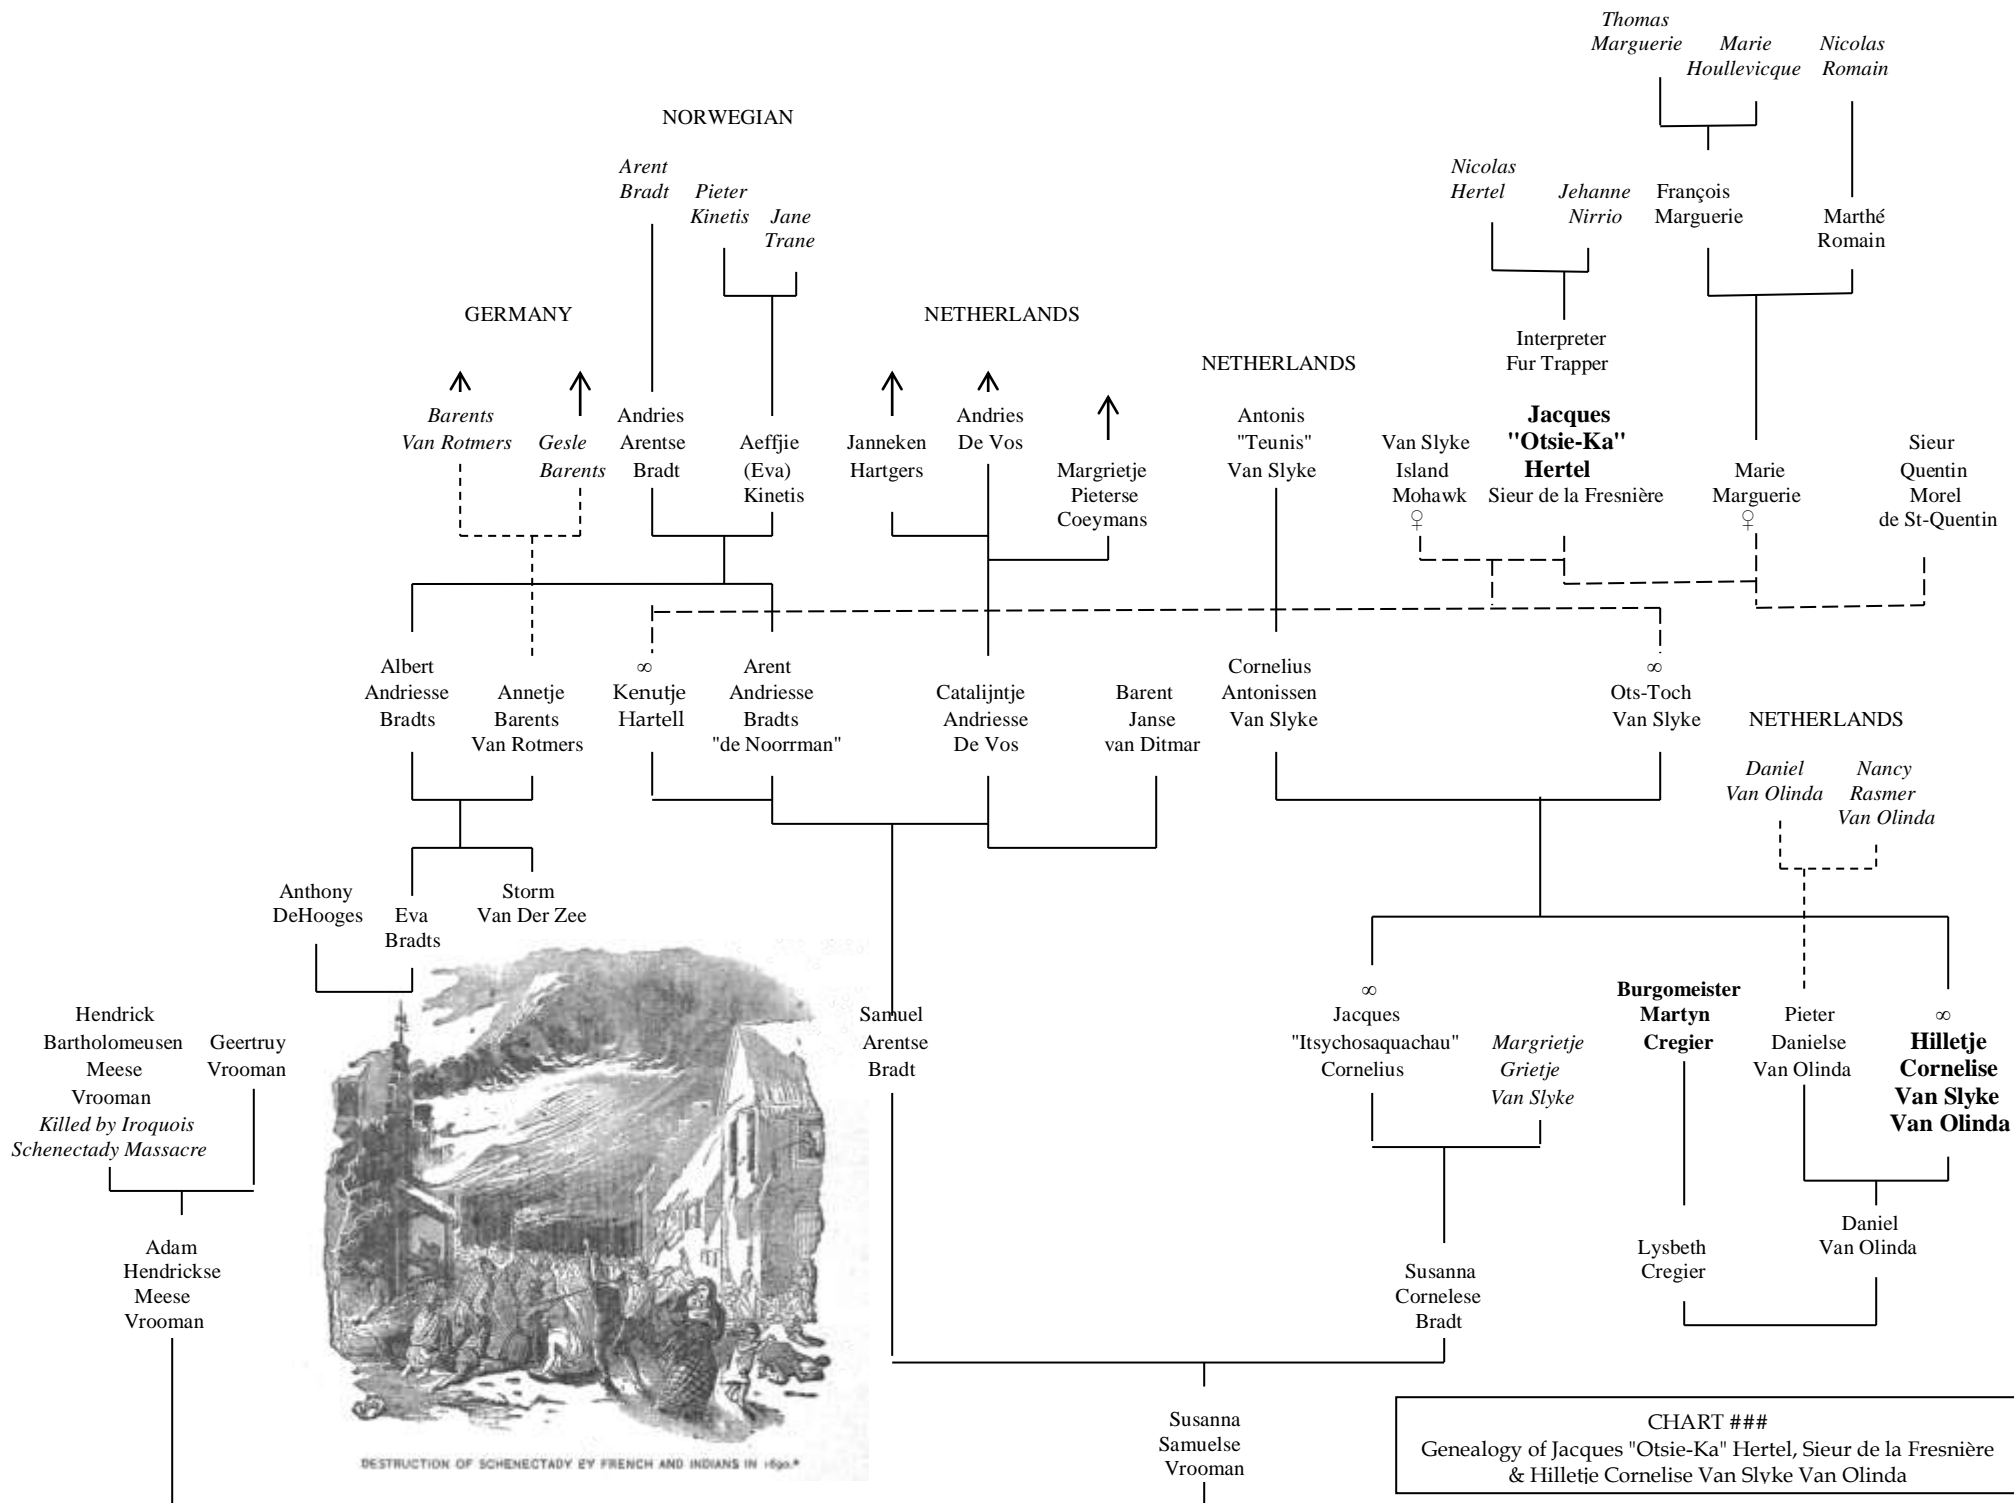 Thomas
Marguerie
Marie
Houllevicque
Nicolas
Romain
NORWEGIAN
Arent
Bradt
Pieter
Kinetis
Jane
Trane
Nicolas
Hertel
Jehanne
Nirrio
François
Marguerie
Marthé
Romain
GERMANY
NETHERLANDS
NETHERLANDS
Interpreter
Fur Trapper
Barents
Van Rotmers
Gesle
Barents
Andries
Arentse
Bradt
Aeffjie
(Eva)
Kinetis
Janneken
Hartgers
Andries
De Vos
Margrietje
Pieterse
Coeymans
Antonis
"Teunis"
Van Slyke
Van Slyke
Island
Mohawk
♀
Jacques
"Otsie-Ka"
Hertel
Sieur de la Fresnière
Marie
Marguerie
♀
Sieur
Quentin
Morel
de St-Quentin
Albert
Andriesse
Bradts
Annetje
Barents
Van Rotmers
∞
Kenutje
Hartell
Arent
Andriesse
Bradts
"de Noorrman"
Catalijntje
Andriesse
De Vos
Barent
Janse
van Ditmar
Cornelius
Antonissen
Van Slyke
∞
Ots-Toch
Van Slyke
NETHERLANDS
Daniel
Van Olinda
Nancy
Rasmer
Van Olinda
Anthony
DeHooges
Eva
Bradts
Storm
Van Der Zee
Hendrick
Bartholomeusen
Meese
Vrooman
Killed by Iroquois
Schenectady Massacre
Geertruy
Vrooman
Samuel
Arentse
Bradt
∞
Jacques
"Itsychosaquachau"
Cornelius
Margrietje
Grietje
Van Slyke
Burgomeister
Martyn
Cregier
Pieter
Danielse
Van Olinda
∞
Hilletje
Cornelise
Van Slyke
Van Olinda
Adam
Hendrickse
Meese
Vrooman
Susanna
Cornelese
Bradt
Lysbeth
Cregier
Daniel
Van Olinda
DESTRUCTION OF SCHENECTADY BY FRENCH AND INDIANS IN 1690.*
Susanna
Samuelse
Vrooman
CHART ###
Genealogy of Jacques "Otsie-Ka" Hertel, Sieur de la Fresnière
& Hilletje Cornelise Van Slyke Van Olinda